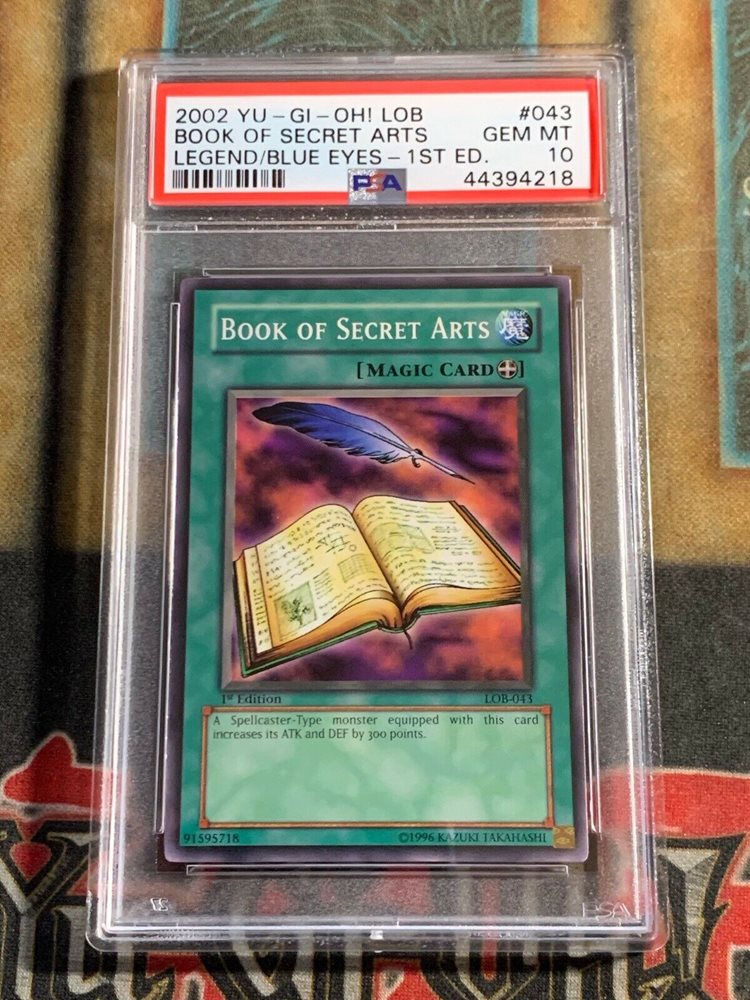 2002 YU-GI-OH! LOB #043
BOOK OF SECRET ARTS GEM MT
LEGEND/BLUE EYES-1ST ED. 10
PSA 44394218
BOOK OF SECRET ARTS
MAGIC
魔
[MAGIC CARD]
1st Edition LOB-043
A Spellcaster-Type monster equipped with this card
increases its ATK and DEF by 300 points.
91595718 ©1996 KAZUKI TAKAHASHI
PSA